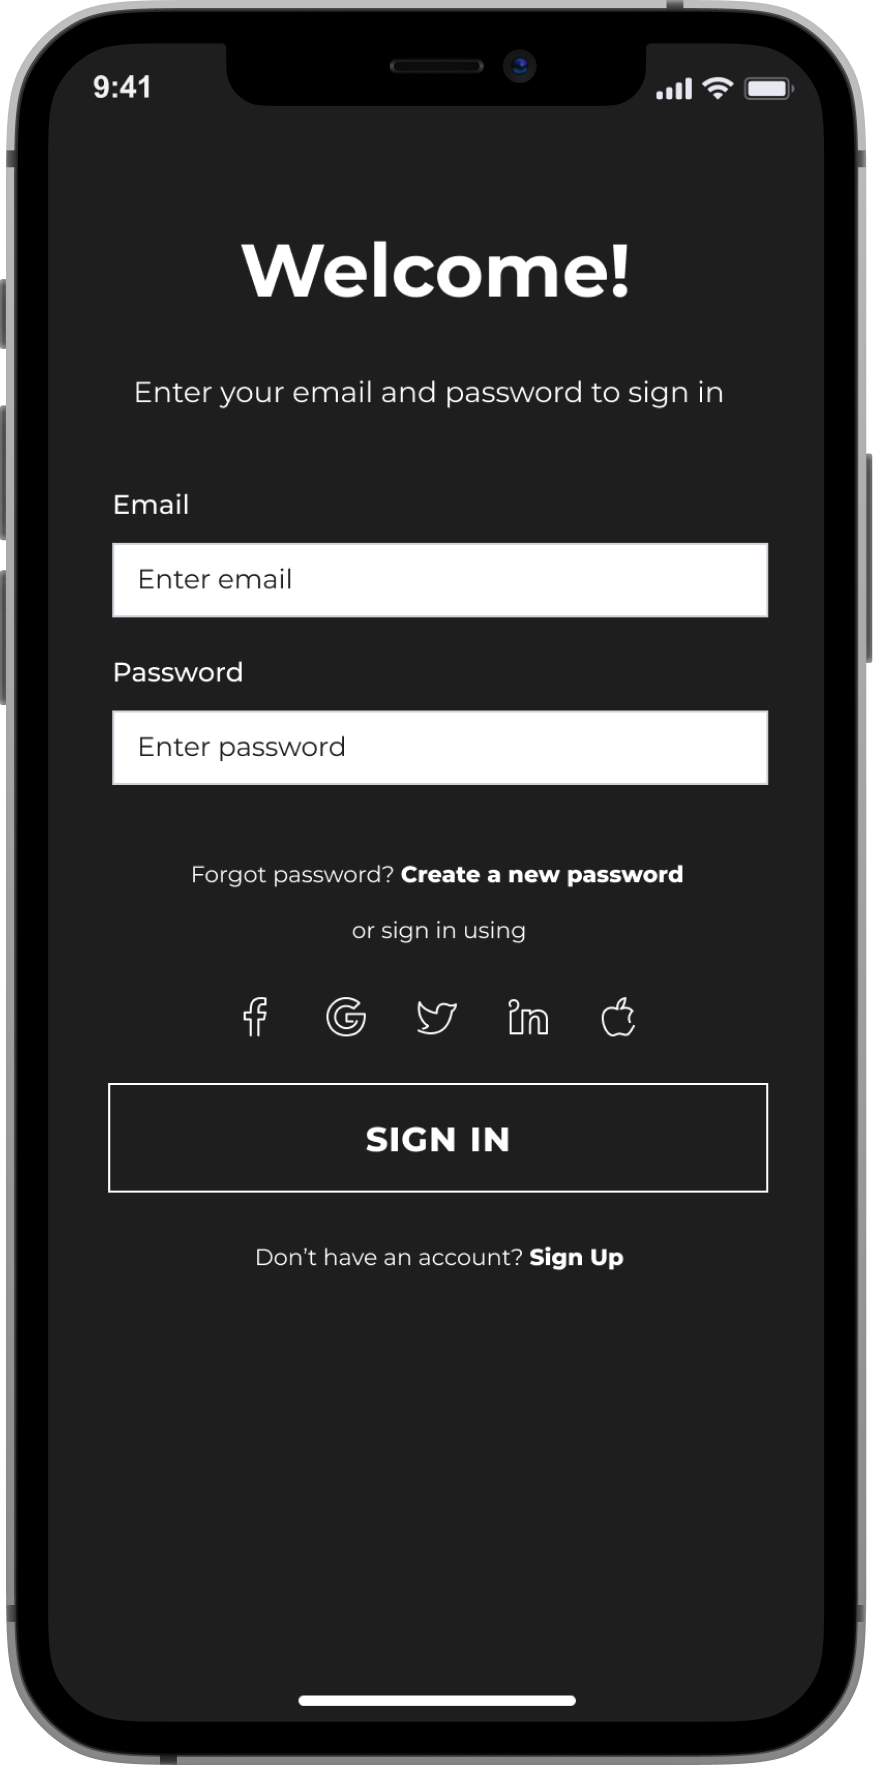 9:41
Welcome!
Enter your email and password to sign in
Email
Enter email
Password
Enter password
Forgot password? Create a new password
or sign in using
SIGN IN
Don’t have an account? Sign Up